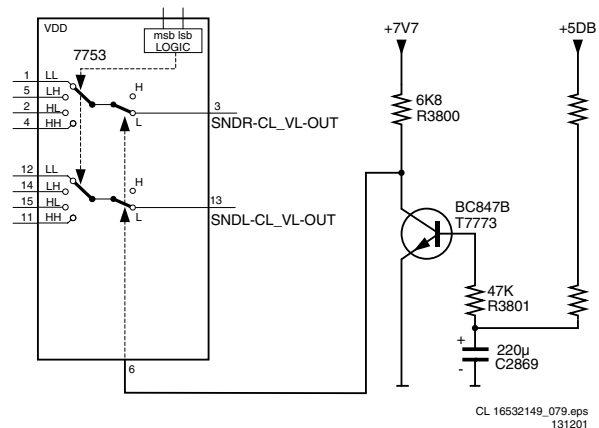 VDD
msb lsb
LOGIC
7753
1 LL
5 LH
2 HL
4 HH
H
L
3
SNDR-CL_VL-OUT
12 LL
14 LH
15 HL
11 HH
H
L
13
SNDL-CL_VL-OUT
6
+7V7
+5DB
6K8
R3800
BC847B
T7773
47K
R3801
+
220µ
C2869
-
CL 16532149_079.eps
131201